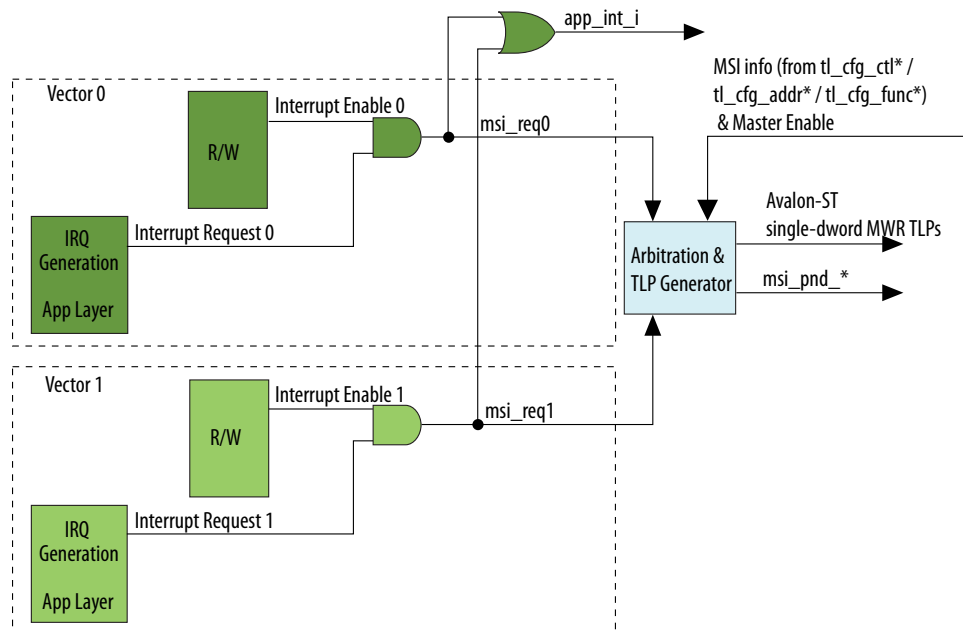 app_int_i
MSI info (from tl_cfg_ctl* /
tl_cfg_addr* / tl_cfg_func*)
& Master Enable
Vector 0
R/W
Interrupt Enable 0
msi_req0
IRQ
Generation
App Layer
Interrupt Request 0
Arbitration &
TLP Generator
Avalon-ST
single-dword MWR TLPs
msi_pnd_*
Vector 1
R/W
Interrupt Enable 1
msi_req1
IRQ
Generation
App Layer
Interrupt Request 1